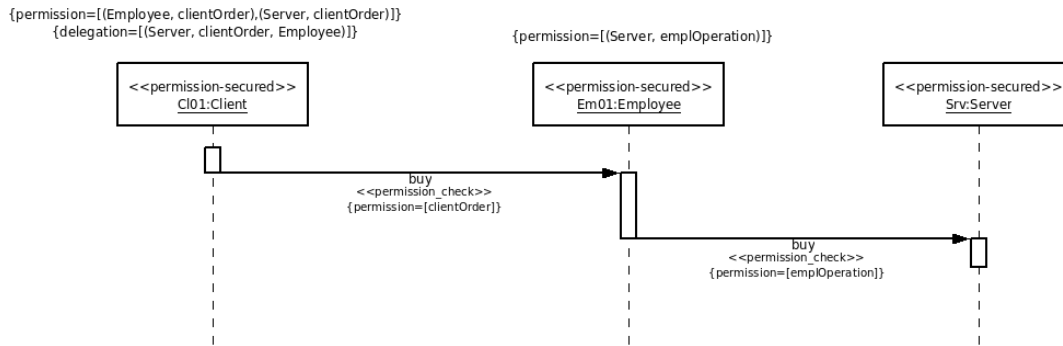 {permission=[(Employee, clientOrder),(Server, clientOrder)]}
{delegation=[(Server, clientOrder, Employee)]}
{permission=[(Server, emplOperation)]}
<<permission-secured>>
Cl01:Client
<<permission-secured>>
Em01:Employee
<<permission-secured>>
Srv:Server
buy
<<permission_check>>
{permission=[clientOrder]}
buy
<<permission_check>>
{permission=[emplOperation]}